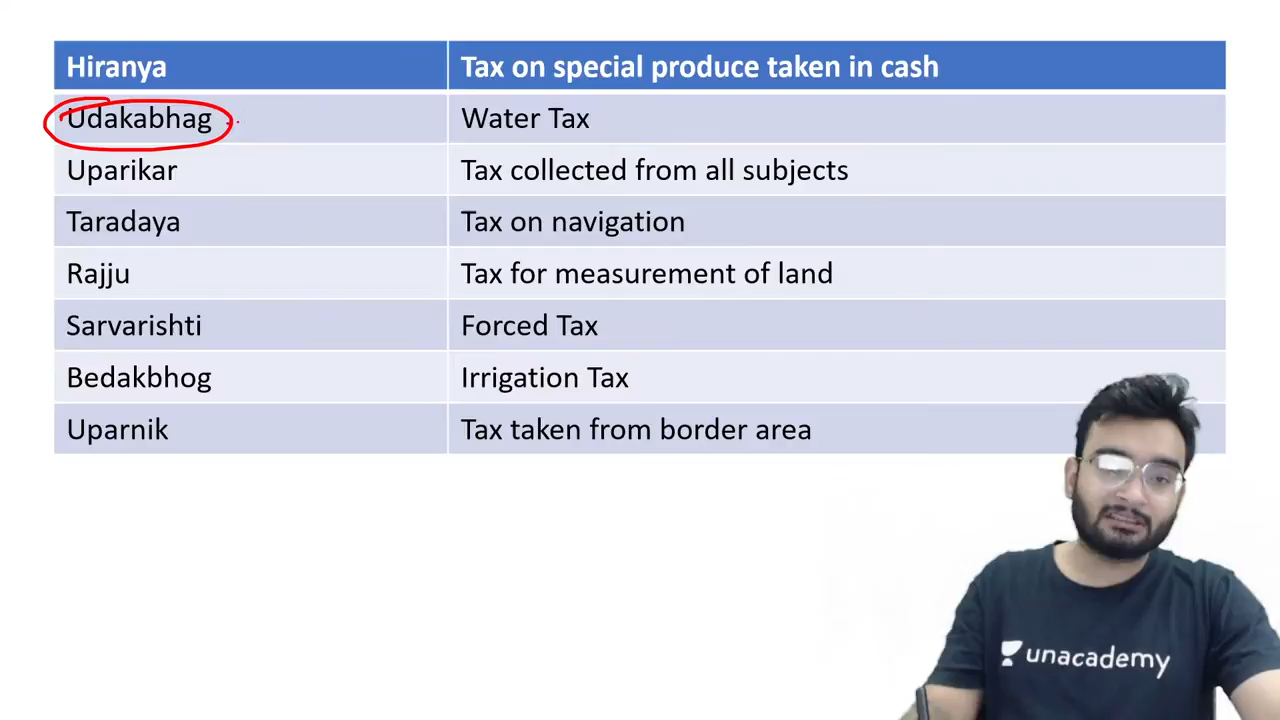 Hiranya Tax on special produce taken in cash
Udakabhag Water Tax
Uparikar Tax collected from all subjects
Taradaya Tax on navigation
Rajju Tax for measurement of land
Sarvarishti Forced Tax
Bedakbhog Irrigation Tax
Uparnik Tax taken from border area
unacademy